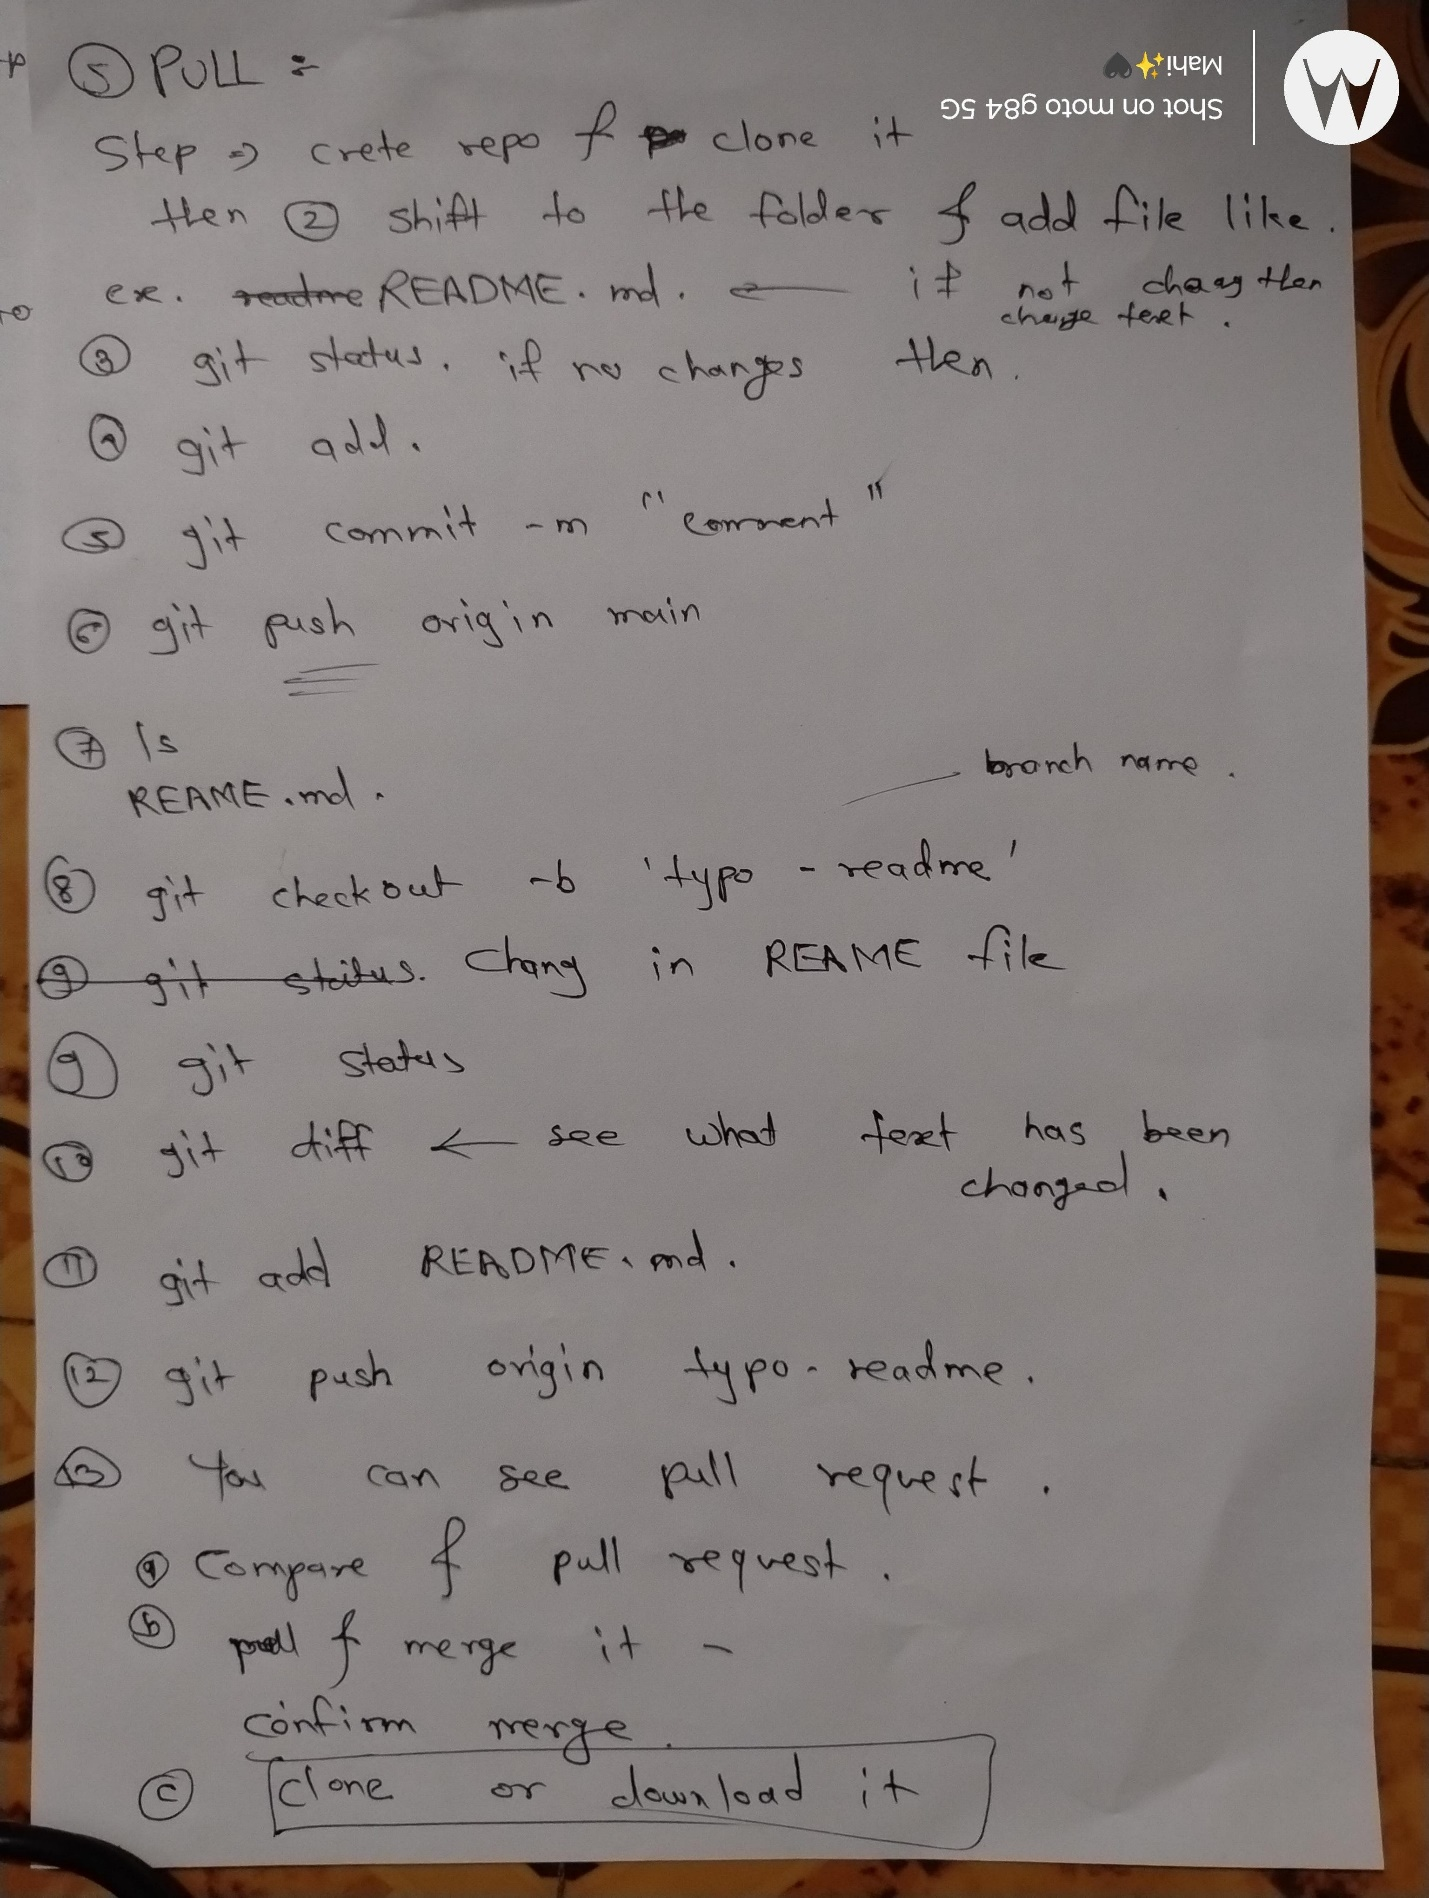 ⑤ PULL :-
Step ⇒ crete repo & clone it
then ② shift to the folder & add file like.
ex. readme README.md. ← if not chang then
change text.
③ git status. if no changes then.
④ git add.
⑤ git commit -m "comment"
⑥ git push origin main
⑦ ls
REAME.md.
branch name.
⑧ git checkout -b 'typo-readme'
⑨ git status. Chang in REAME file
⑨ git status
⑩ git diff ← see what text has been
changed.
⑪ git add README.md.
⑫ git push origin typo-readme.
⑬ You can see pull request.
ⓐ Compare & pull request.
ⓑ pull & merge it -
confirm merge.
ⓒ clone or download it
Shot on moto g84 5G
Mahi✨♠